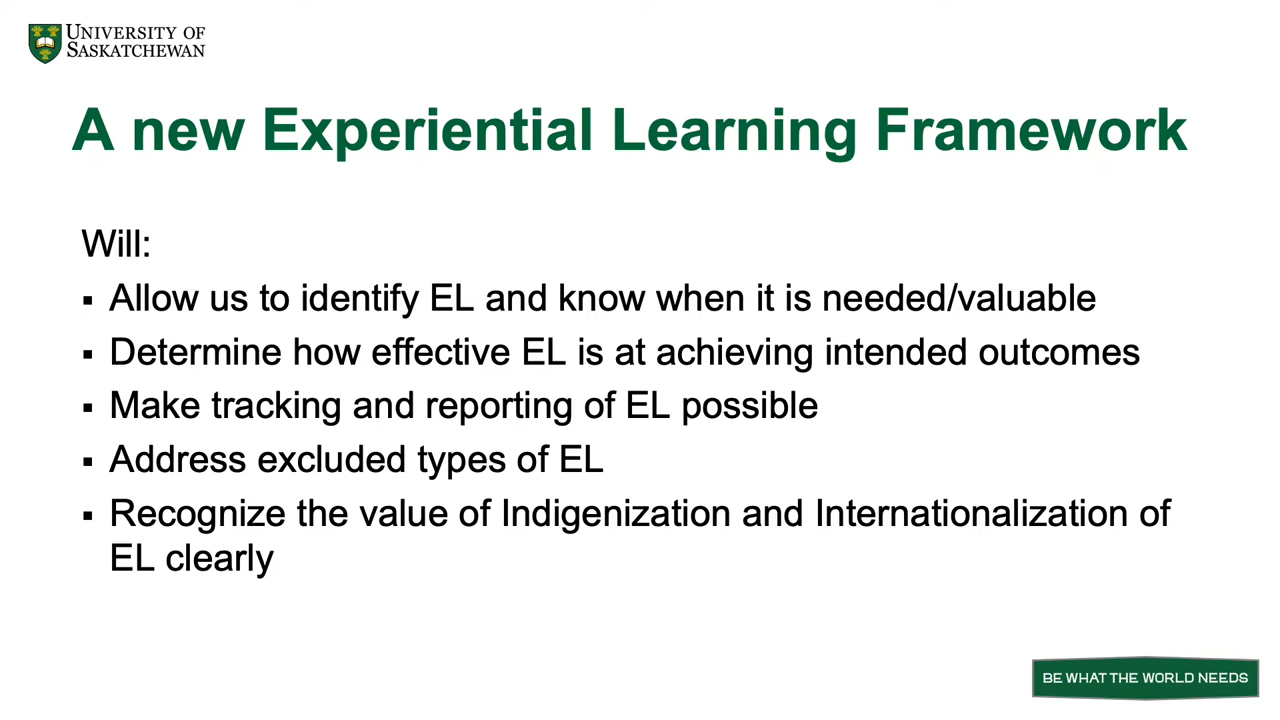 UNIVERSITY OF
SASKATCHEWAN
A new Experiential Learning Framework
Will:
▪ Allow us to identify EL and know when it is needed/valuable
▪ Determine how effective EL is at achieving intended outcomes
▪ Make tracking and reporting of EL possible
▪ Address excluded types of EL
▪ Recognize the value of Indigenization and Internationalization of
EL clearly
BE WHAT THE WORLD NEEDS